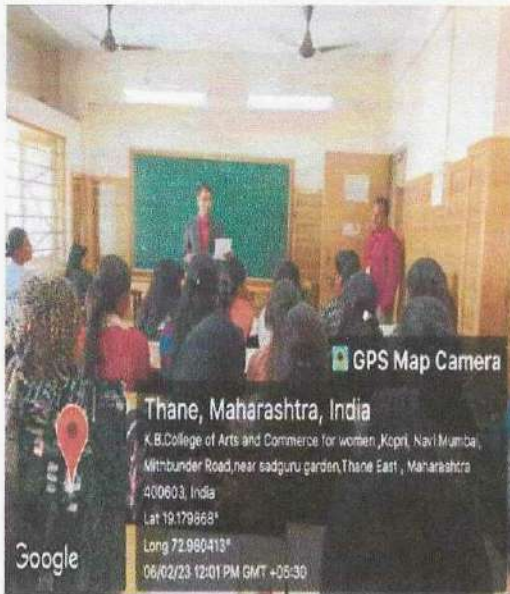 GPS Map Camera
Thane, Maharashtra, India
K.B.College of Arts and Commerce for women ,Kopri, Navi Mumbai,
Mithbunder Road,near sadguru garden,Thane East , Maharashtra
400603, India
Lat 19.179868°
Long 72.960413°
06/02/23 12:01 PM GMT +05:30
Google